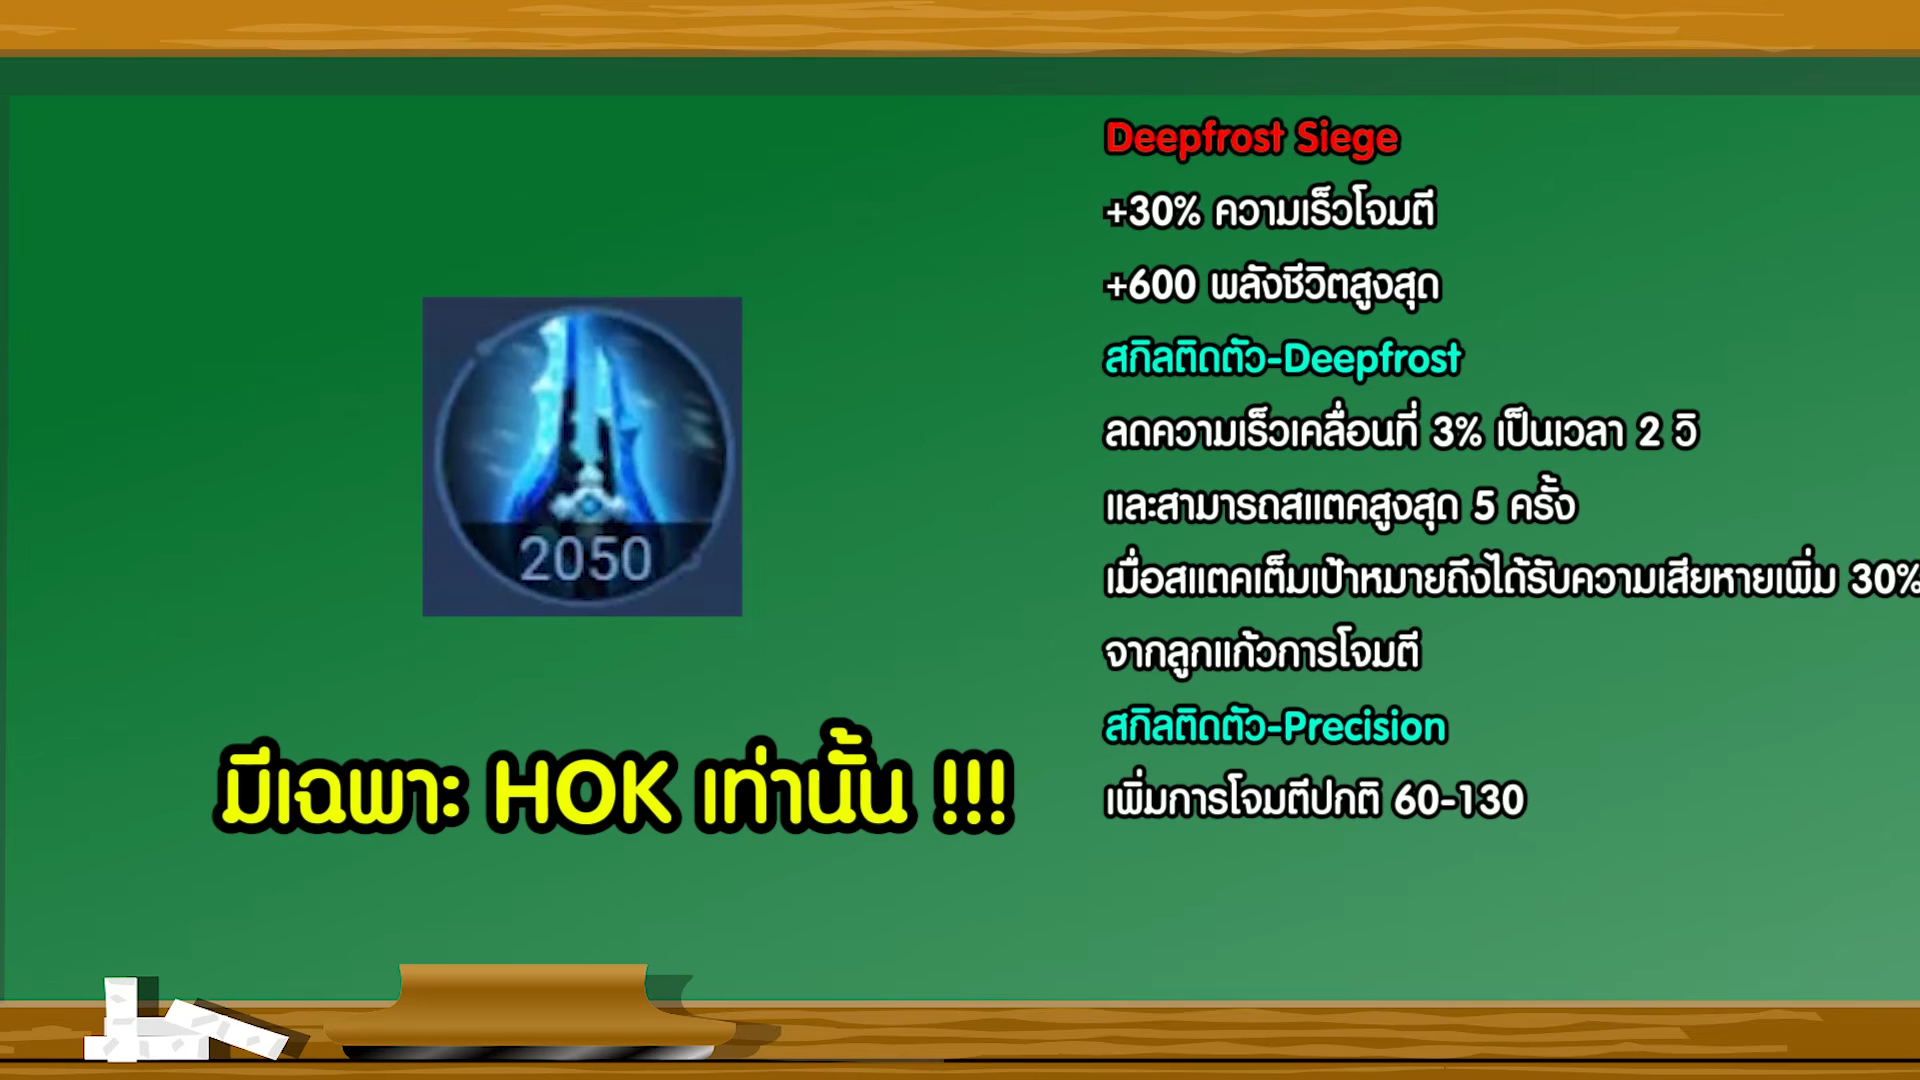 Deepfrost Siege
+30% ความเร็วโจมตี
+600 พลังชีวิตสูงสุด
สกิลติดตัว-Deepfrost
ลดความเร็วเคลื่อนที่ 3% เป็นเวลา 2 วิ
และสามารถสแตคสูงสุด 5 ครั้ง
เมื่อสแตคเต็มเป้าหมายถึงได้รับความเสียหายเพิ่ม 30%
จากลูกแก้วการโจมตี
สกิลติดตัว-Precision
เพิ่มการโจมตีปกติ 60-130
2050
มีเฉพาะ HOK เท่านั้น !!!